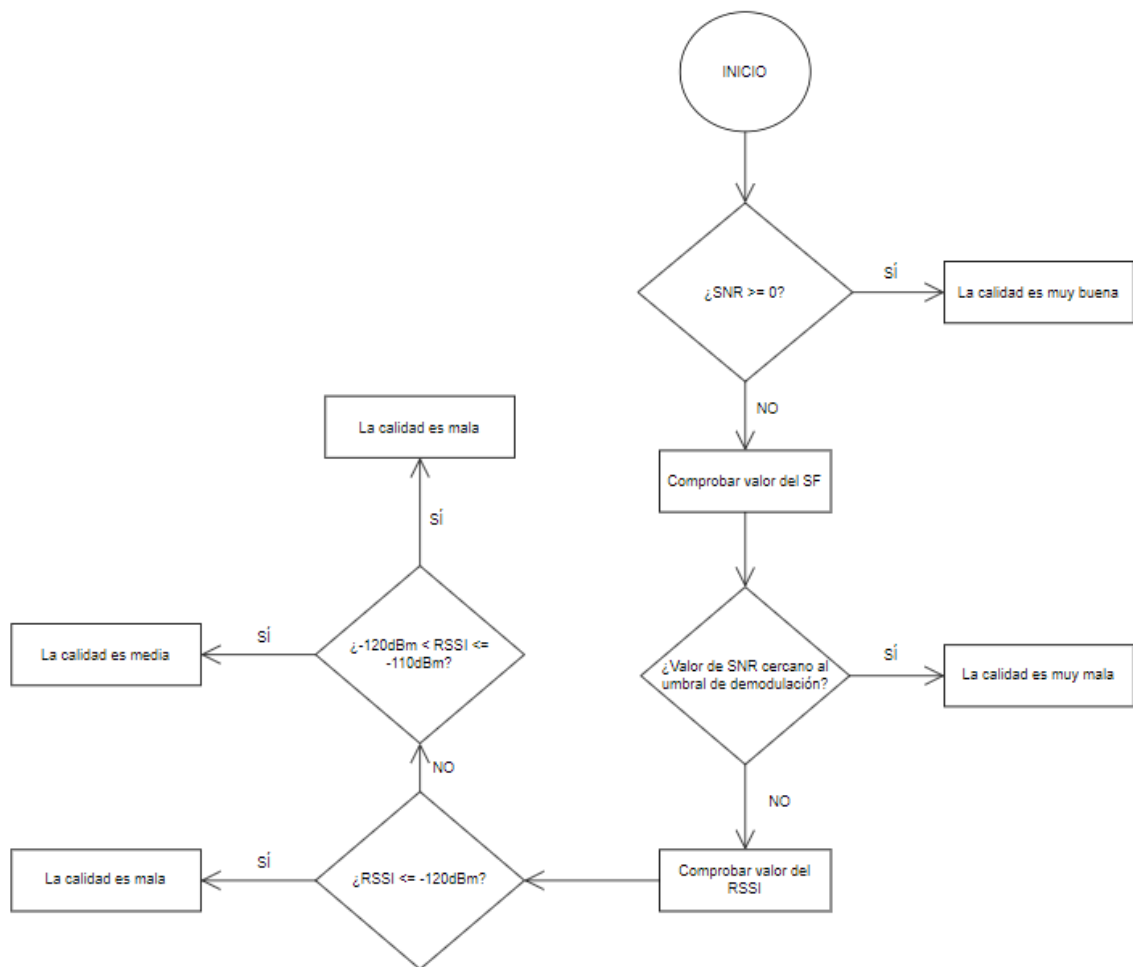 INICIO
¿SNR >= 0?
SÍ
La calidad es muy buena
NO
Comprobar valor del SF
¿Valor de SNR cercano al
umbral de demodulación?
SÍ
La calidad es muy mala
NO
Comprobar valor del
RSSI
¿RSSI <= -120dBm?
SÍ
La calidad es mala
NO
¿-120dBm < RSSI <=
-110dBm?
SÍ
La calidad es media
SÍ
La calidad es mala